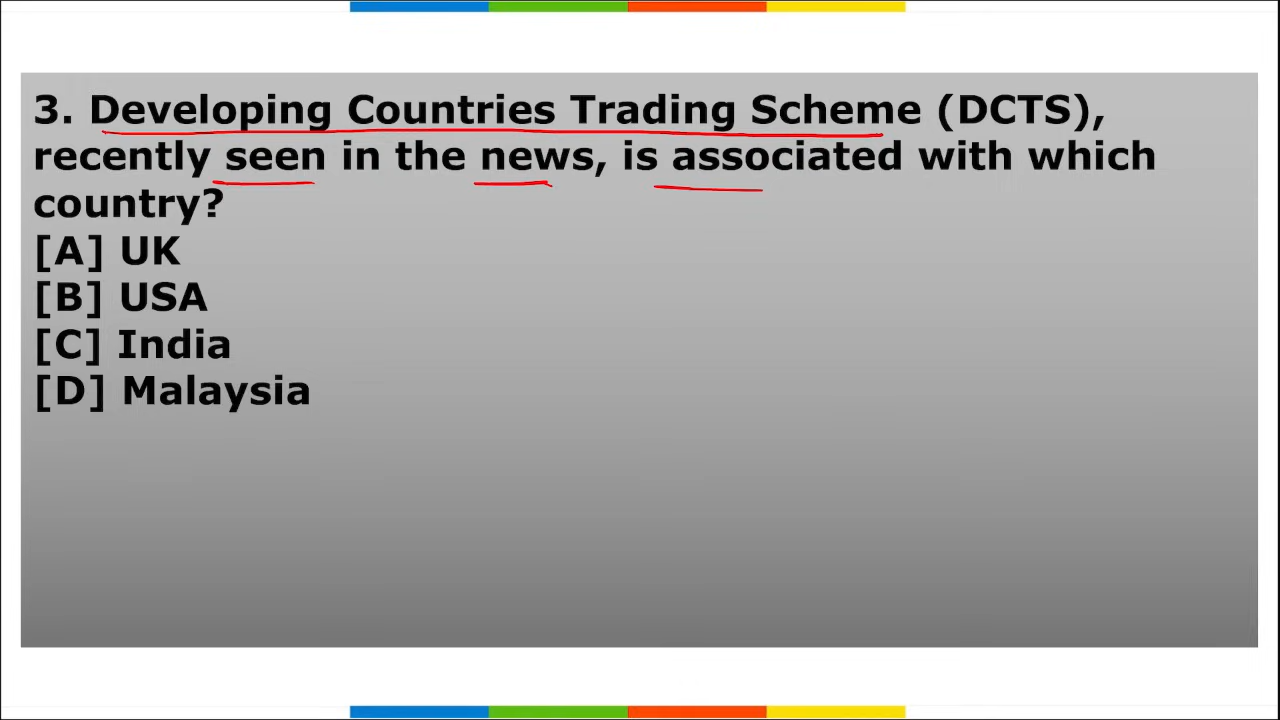 3. Developing Countries Trading Scheme (DCTS),
recently seen in the news, is associated with which
country?
[A] UK
[B] USA
[C] India
[D] Malaysia